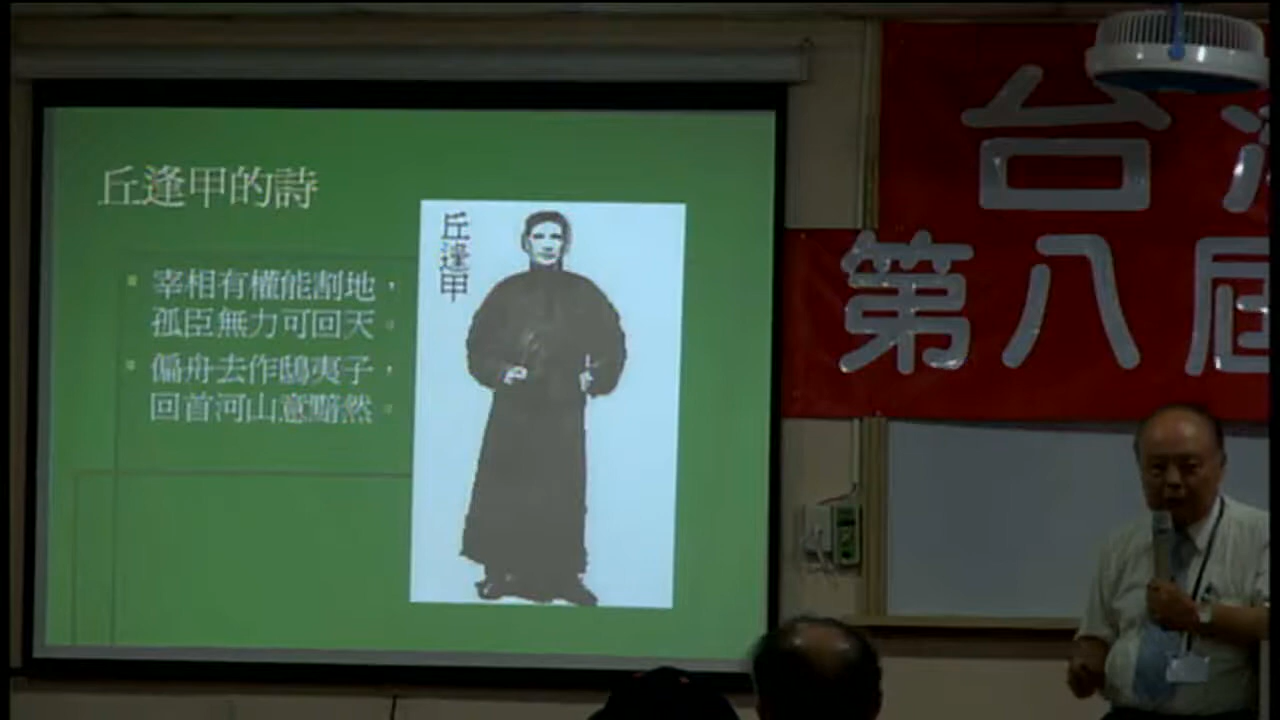 丘逢甲的詩
宰相有權能割地，
孤臣無力可回天。
偏舟去作鴟夷子，
回首河山意黯然。
丘逢甲
台灣
第八屆